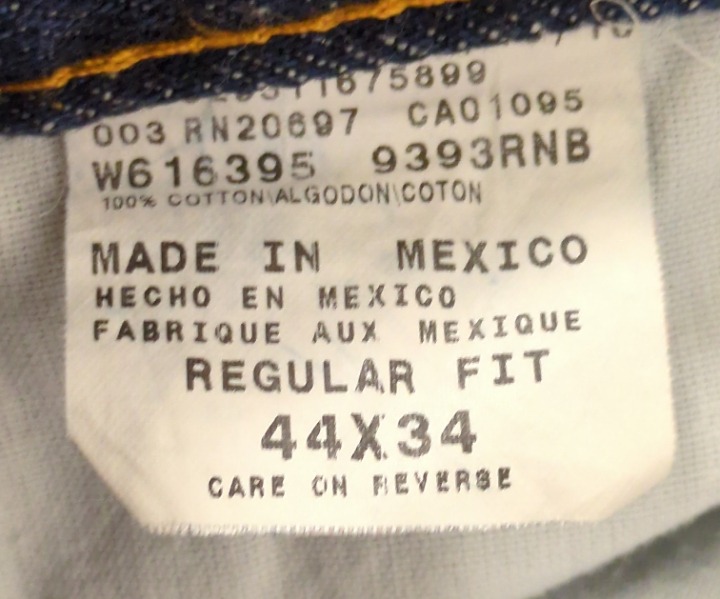 003 RN20697 CA01095
W616395 9393RNB
100% COTTON\ALGODON\COTON
MADE IN MEXICO
HECHO EN MEXICO
FABRIQUE AUX MEXIQUE
REGULAR FIT
44X34
CARE ON REVERSE